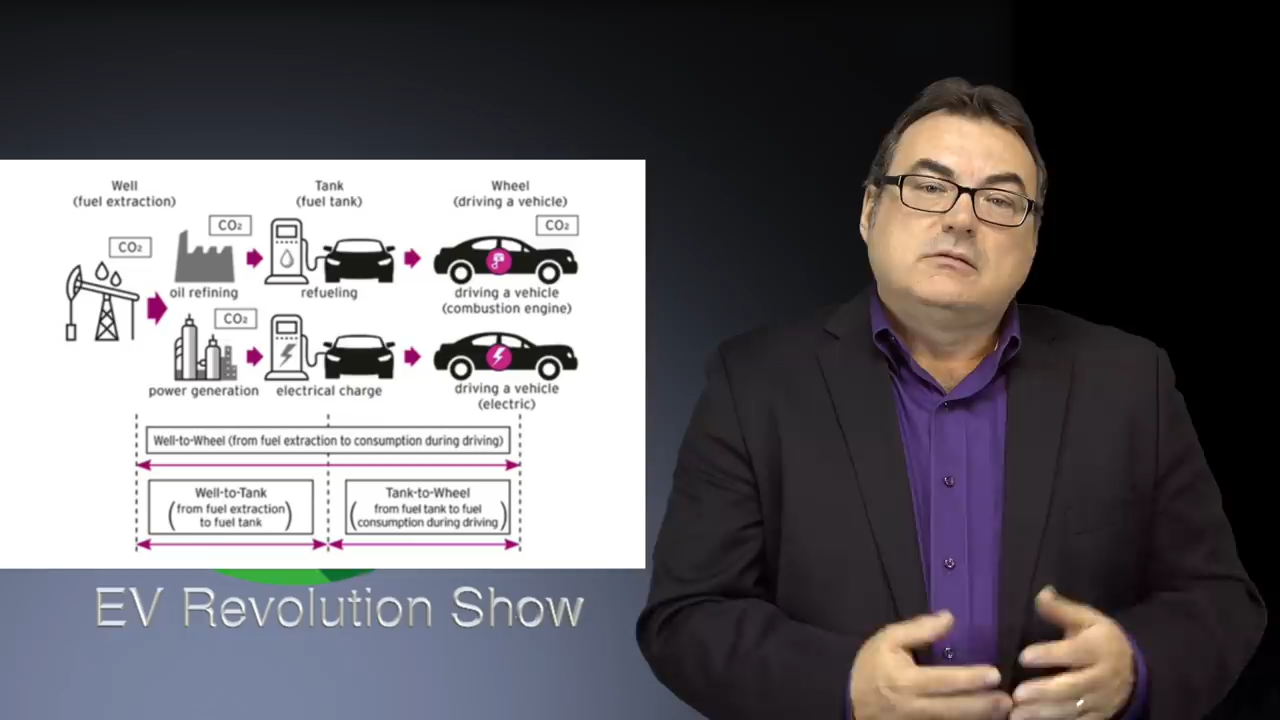 Well
(fuel extraction)
Tank
(fuel tank)
Wheel
(driving a vehicle)
CO₂
CO₂
CO₂
oil refining
refueling
driving a vehicle
(combustion engine)
CO₂
power generation
electrical charge
driving a vehicle
(electric)
Well-to-Wheel (from fuel extraction to consumption during driving)
Well-to-Tank
(from fuel extraction
to fuel tank)
Tank-to-Wheel
(from fuel tank to fuel
consumption during driving)
EV Revolution Show